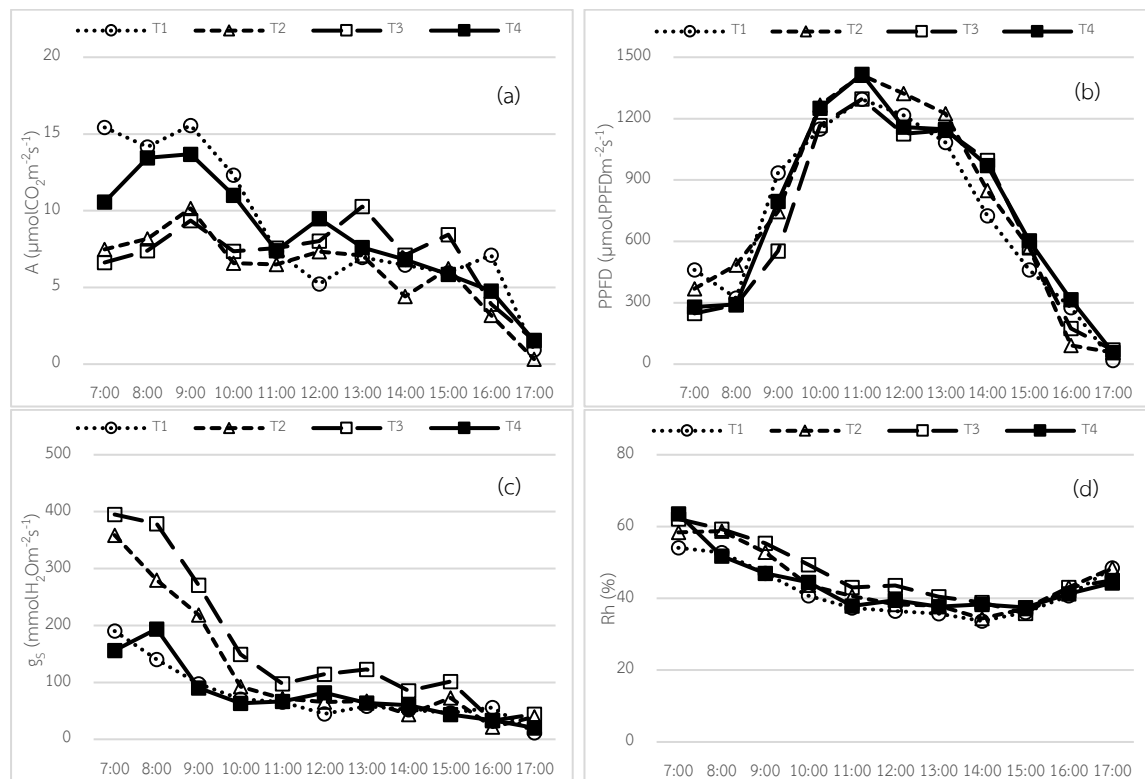 T1 T2 T3 T4
20
15
10
5
0
A (µmolCO2m-2s-1)
(a)
7:00 8:00 9:00 10:00 11:00 12:00 13:00 14:00 15:00 16:00 17:00
T1 T2 T3 T4
1500
1200
900
600
300
0
PPFD (µmolPPFDm-2s-1)
(b)
7:00 8:00 9:00 10:00 11:00 12:00 13:00 14:00 15:00 16:00 17:00
T1 T2 T3 T4
500
400
300
200
100
0
gS (mmolH2Om-2s-1)
(c)
7:00 8:00 9:00 10:00 11:00 12:00 13:00 14:00 15:00 16:00 17:00
T1 T2 T3 T4
80
60
40
20
0
Rh (%)
(d)
7:00 8:00 9:00 10:00 11:00 12:00 13:00 14:00 15:00 16:00 17:00